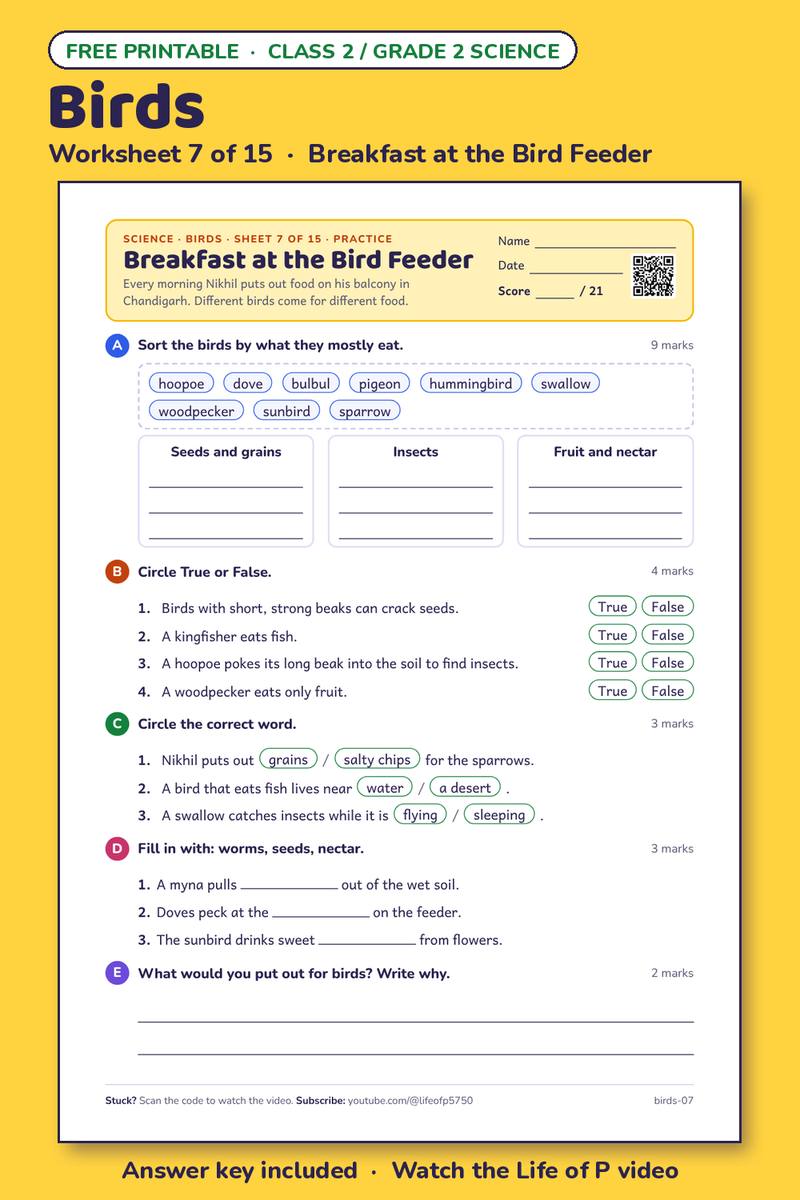 FREE PRINTABLE · CLASS 2 / GRADE 2 SCIENCE
Birds
Worksheet 7 of 15 · Breakfast at the Bird Feeder
SCIENCE · BIRDS · SHEET 7 OF 15 · PRACTICE
Breakfast at the Bird Feeder
Every morning Nikhil puts out food on his balcony in
Chandigarh. Different birds come for different food.
Name
Date
Score / 21
A Sort the birds by what they mostly eat. 9 marks
hoopoe dove bulbul pigeon hummingbird swallow
woodpecker sunbird sparrow
Seeds and grains Insects Fruit and nectar
B Circle True or False. 4 marks
1. Birds with short, strong beaks can crack seeds. True False
2. A kingfisher eats fish. True False
3. A hoopoe pokes its long beak into the soil to find insects. True False
4. A woodpecker eats only fruit. True False
C Circle the correct word. 3 marks
1. Nikhil puts out grains / salty chips for the sparrows.
2. A bird that eats fish lives near water / a desert .
3. A swallow catches insects while it is flying / sleeping .
D Fill in with: worms, seeds, nectar. 3 marks
1. A myna pulls ____ out of the wet soil.
2. Doves peck at the ____ on the feeder.
3. The sunbird drinks sweet ____ from flowers.
E What would you put out for birds? Write why. 2 marks
Stuck? Scan the code to watch the video. Subscribe: youtube.com/@lifeofp5750 birds-07
Answer key included · Watch the Life of P video